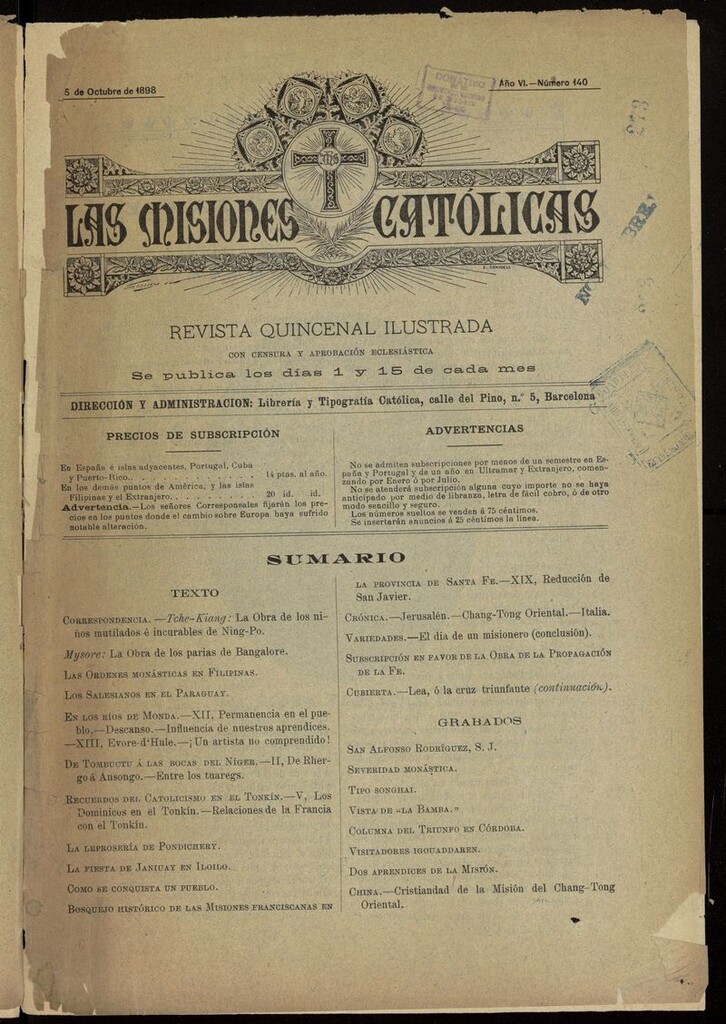 5 de Octubre de 1898
Año VI.—Número 140
DONATIVO
IHS
LAS MISIONES CATÓLICAS
REVISTA QUINCENAL ILUSTRADA
CON CENSURA Y APROBACIÓN ECLESIÁSTICA
Se publica los días 1 y 15 de cada mes
DIRECCIÓN Y ADMINISTRACION: Librería y Tipografía Católica, calle del Pino, n.º 5, Barcelona
PRECIOS DE SUBSCRIPCIÓN
En España é islas adyacentes, Portugal, Cuba
y Puerto-Rico. . . . . . . . . . . . 14 ptas. al año.
En los demás puntos de América, y las islas
Filipinas y el Extranjero. . . . . . . . 20 id. id.
Advertencia.—Los señores Corresponsales fijarán los pre-
cios en los puntos donde el cambio sobre Europa haya sufrido
notable alteración.
ADVERTENCIAS
No se admiten subscripciones por menos de un semestre en Es-
paña y Portugal y de un año en Ultramar y Extranjero, comen-
zando por Enero ó por Julio.
No se atenderá subscripción alguna cuyo importe no se haya
anticipado por medio de libranza, letra de fácil cobro, ó de otro
modo sencillo y seguro.
Los números sueltos se venden á 75 céntimos.
Se insertarán anuncios á 25 céntimos la línea.
SUMARIO
TEXTO
CORRESPONDENCIA.—Tche-Kiang: La Obra de los ni-
ños mutilados é incurables de Ning-Po.
Mysore: La Obra de los parias de Bangalore.
LAS ORDENES MONÁSTICAS EN FILIPINAS.
LOS SALESIANOS EN EL PARAGUAY.
EN LOS RÍOS DE MONDA.—XII, Permanencia en el pue-
blo.—Descanso.—Influencia de nuestros aprendices.
—XIII, Evore-d'Hule.—¡Un artista no comprendido!
DE TOMBUCTU Á LAS BOCAS DEL NÍGER.—II, De Rher-
go á Ansongo.—Entre los tuaregs.
RECUERDOS DEL CATOLICISMO EN EL TONKÍN.—V, Los
Dominicos en el Tonkín.—Relaciones de la Francia
con el Tonkín.
LA LEPROSERÍA DE PONDICHERY.
LA FIESTA DE JANIUAY EN ILOILO.
COMO SE CONQUISTA UN PUEBLO.
BOSQUEJO HISTÓRICO DE LAS MISIONES FRANCISCANAS EN
LA PROVINCIA DE SANTA FE.—XIX, Reducción de
San Javier.
CRÓNICA.—Jerusalén.—Chang-Tong Oriental.—Italia.
VARIEDADES.—El día de un misionero (conclusión).
SUBSCRIPCIÓN EN FAVOR DE LA OBRA DE LA PROPAGACIÓN
DE LA FE.
CUBIERTA.—Lea, ó la cruz triunfante (continuación).
GRABADOS
SAN ALFONSO RODRÍGUEZ, S. J.
SEVERIDAD MONÁSTICA.
TIPO SONGHAI.
VISTA DE «LA BAMBA.»
COLUMNA DEL TRIUNFO EN CÓRDOBA.
VISITADORES IGOUADDAREN.
DOS APRENDICES DE LA MISIÓN.
CHINA.—Cristiandad de la Misión del Chang-Tong
Oriental.